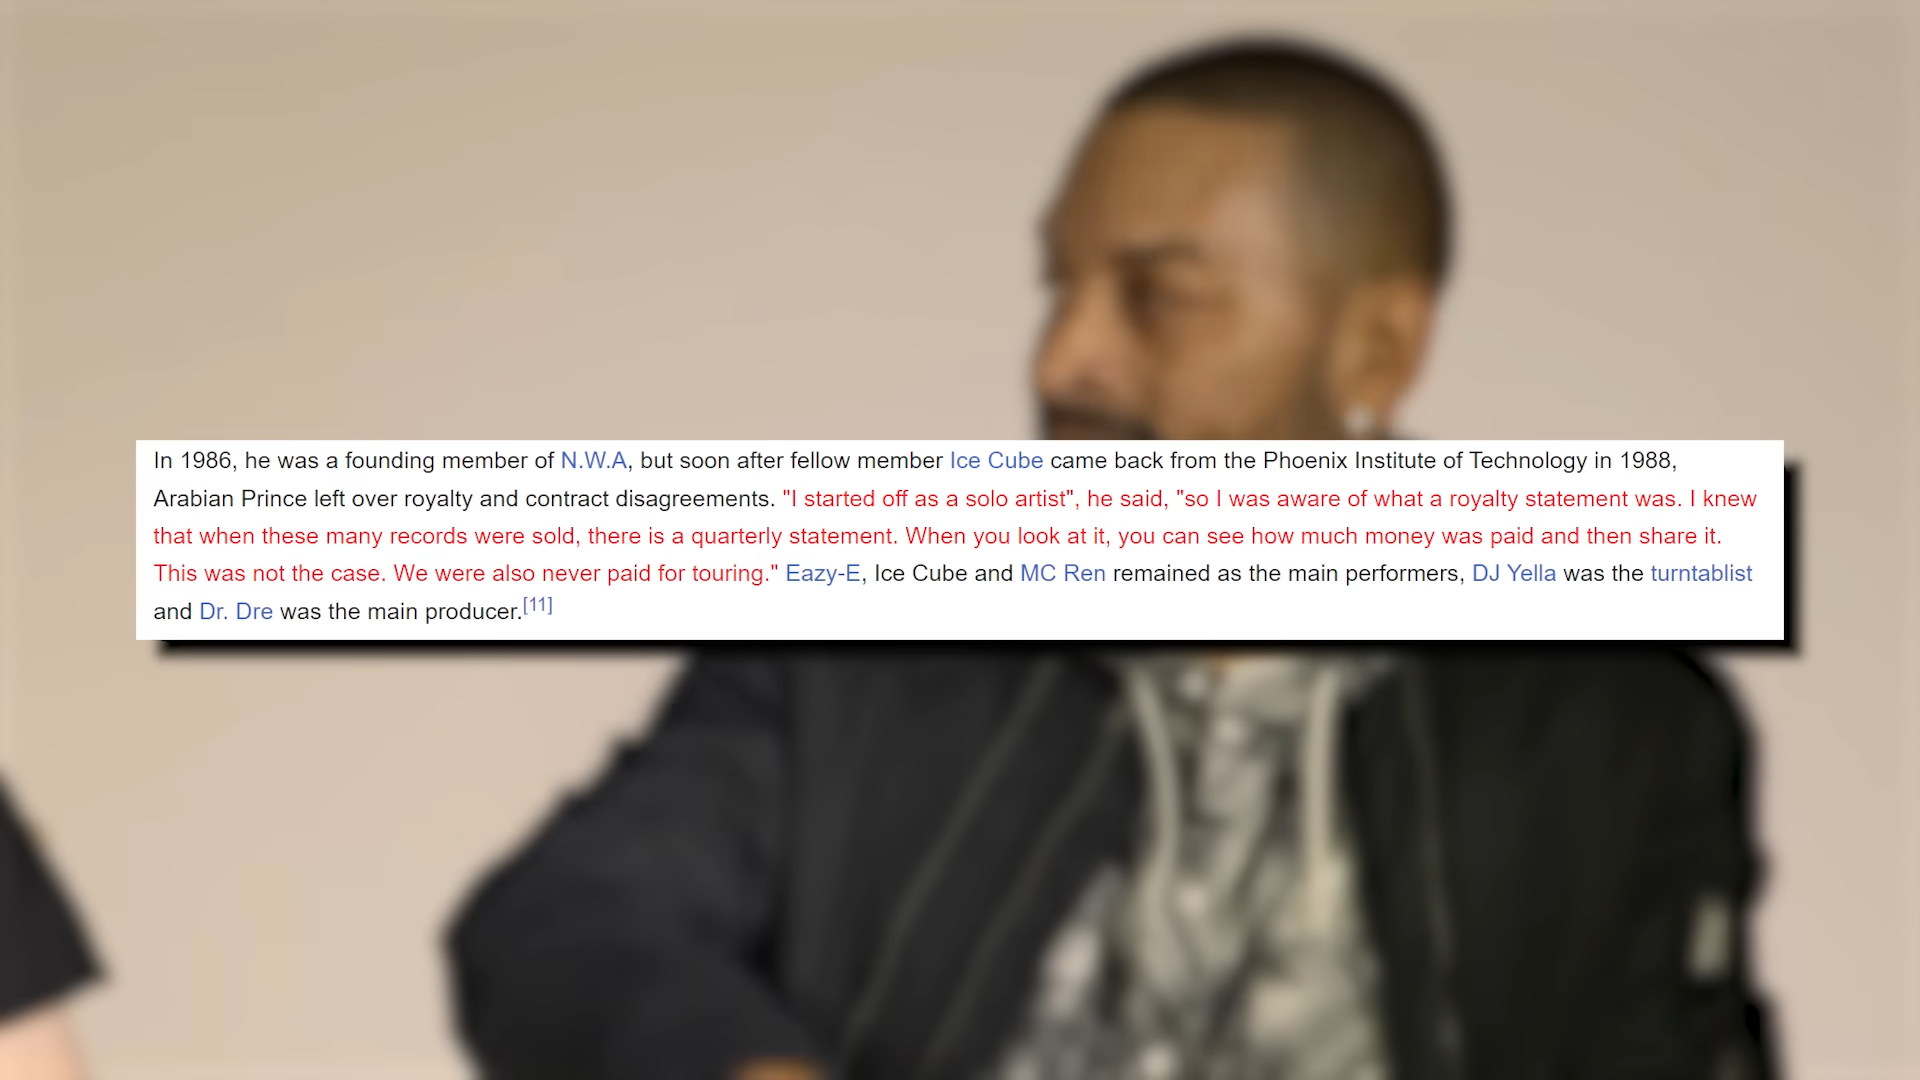 In 1986, he was a founding member of N.W.A, but soon after fellow member Ice Cube came back from the Phoenix Institute of Technology in 1988,
Arabian Prince left over royalty and contract disagreements. "I started off as a solo artist", he said, "so I was aware of what a royalty statement was. I knew
that when these many records were sold, there is a quarterly statement. When you look at it, you can see how much money was paid and then share it.
This was not the case. We were also never paid for touring." Eazy-E, Ice Cube and MC Ren remained as the main performers, DJ Yella was the turntablist
and Dr. Dre was the main producer.[11]